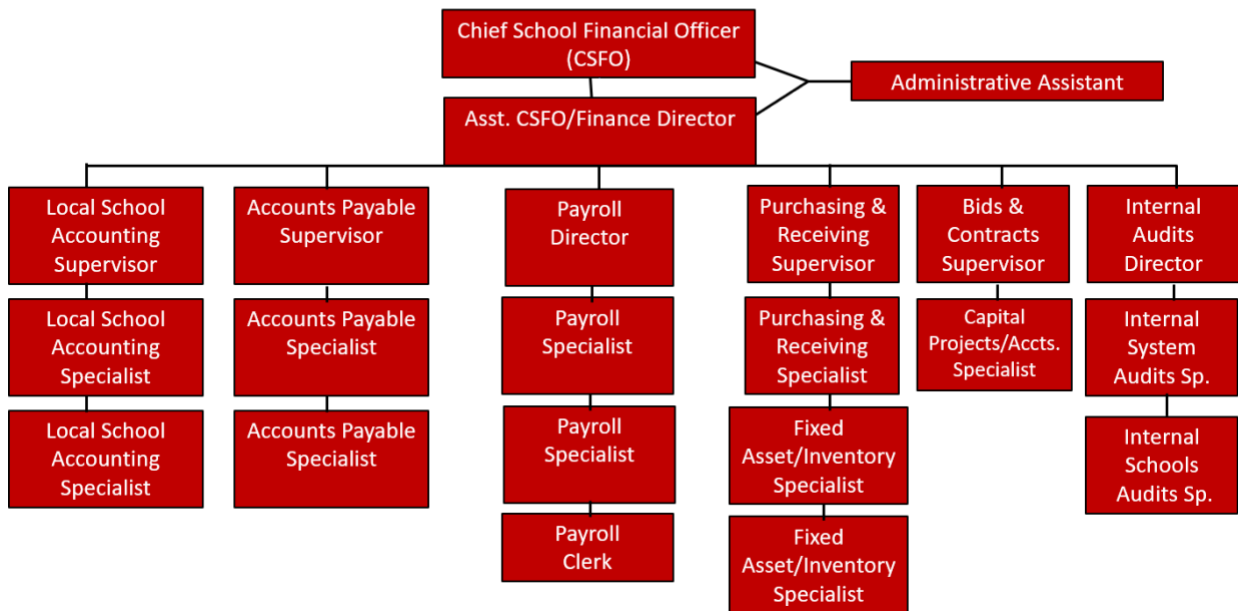 Chief School Financial Officer
(CSFO)
Administrative Assistant
Asst. CSFO/Finance Director
Local School
Accounting
Supervisor
Accounts Payable
Supervisor
Payroll
Director
Purchasing &
Receiving
Supervisor
Bids &
Contracts
Supervisor
Internal
Audits
Director
Local School
Accounting
Specialist
Accounts Payable
Specialist
Payroll
Specialist
Purchasing &
Receiving
Specialist
Capital
Projects/Accts.
Specialist
Internal
System
Audits Sp.
Local School
Accounting
Specialist
Accounts Payable
Specialist
Payroll
Specialist
Fixed
Asset/Inventory
Specialist
Internal
Schools
Audits Sp.
Payroll
Clerk
Fixed
Asset/Inventory
Specialist